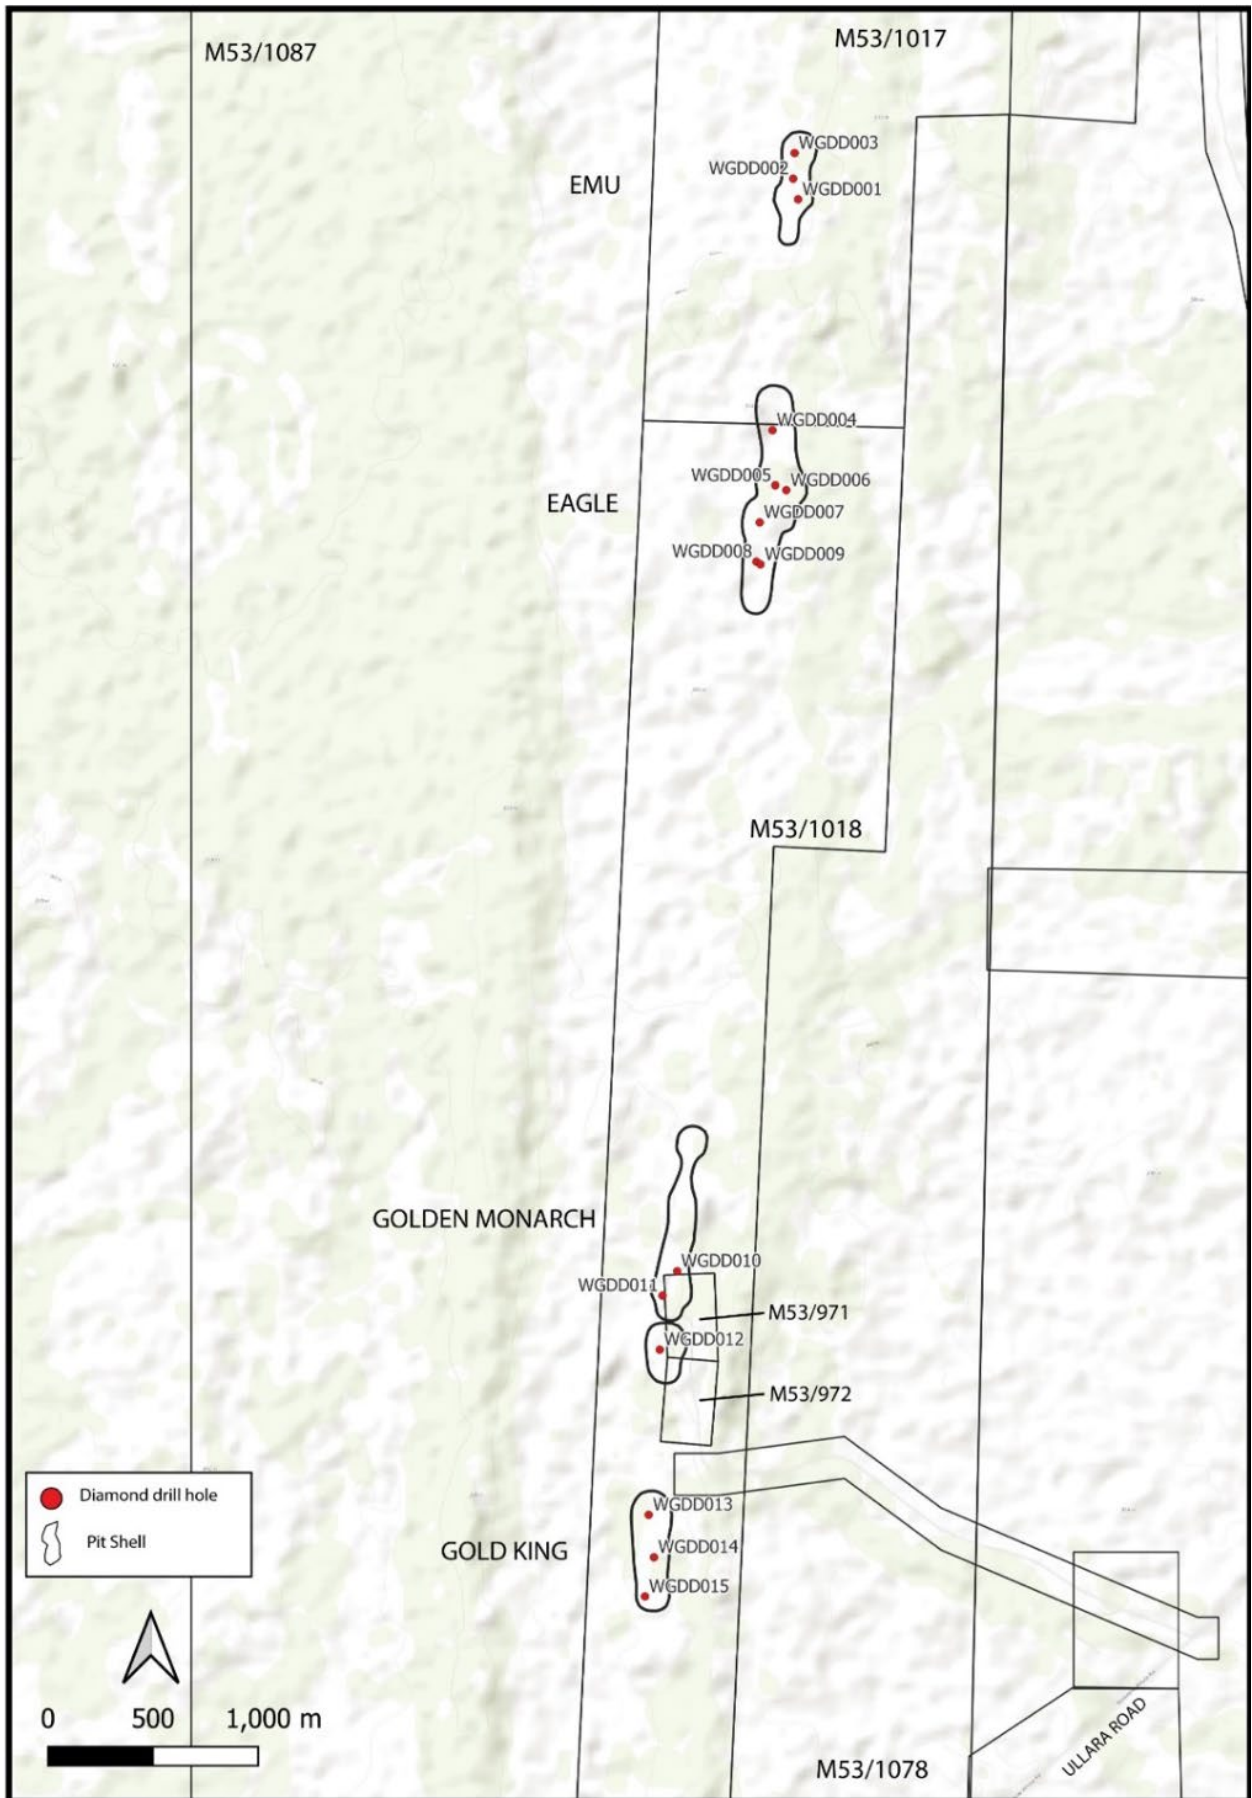 M53/1087
M53/1017
WGDD003
WGDD002
EMU
WGDD001
WGDD004
WGDD005
WGDD006
EAGLE
WGDD007
WGDD008
WGDD009
M53/1018
GOLDEN MONARCH
WGDD010
WGDD011
M53/971
WGDD012
M53/972
Diamond drill hole
Pit Shell
WGDD013
GOLD KING
WGDD014
WGDD015
0 500 1,000 m
ULLARA ROAD
M53/1078